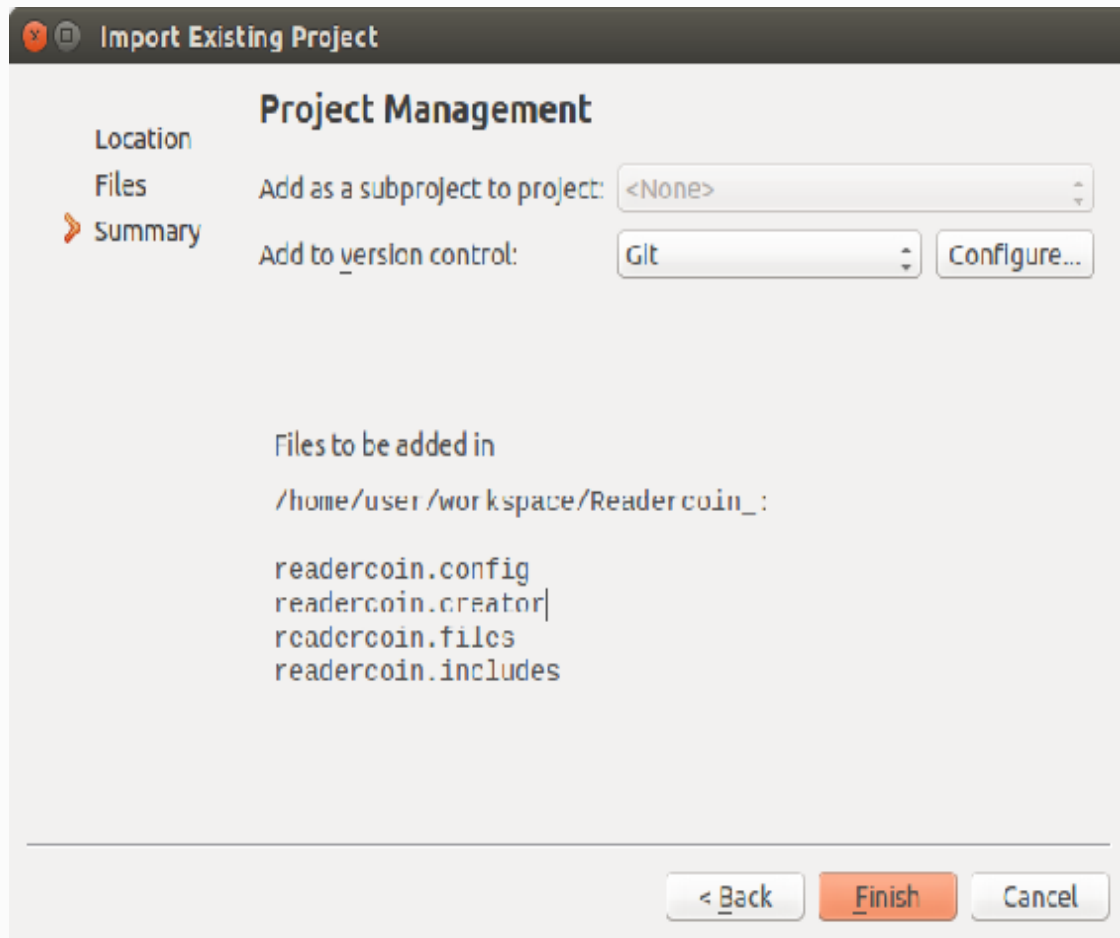 Import Existing Project
Project Management
Location
Files
Summary
Add as a subproject to project: <None>
Add to version control: Git Configure...
Files to be added in
/home/user/workspace/Readercoin_:
readercoin.config
readercoin.creator
readercoin.files
readercoin.includes
< Back Finish Cancel